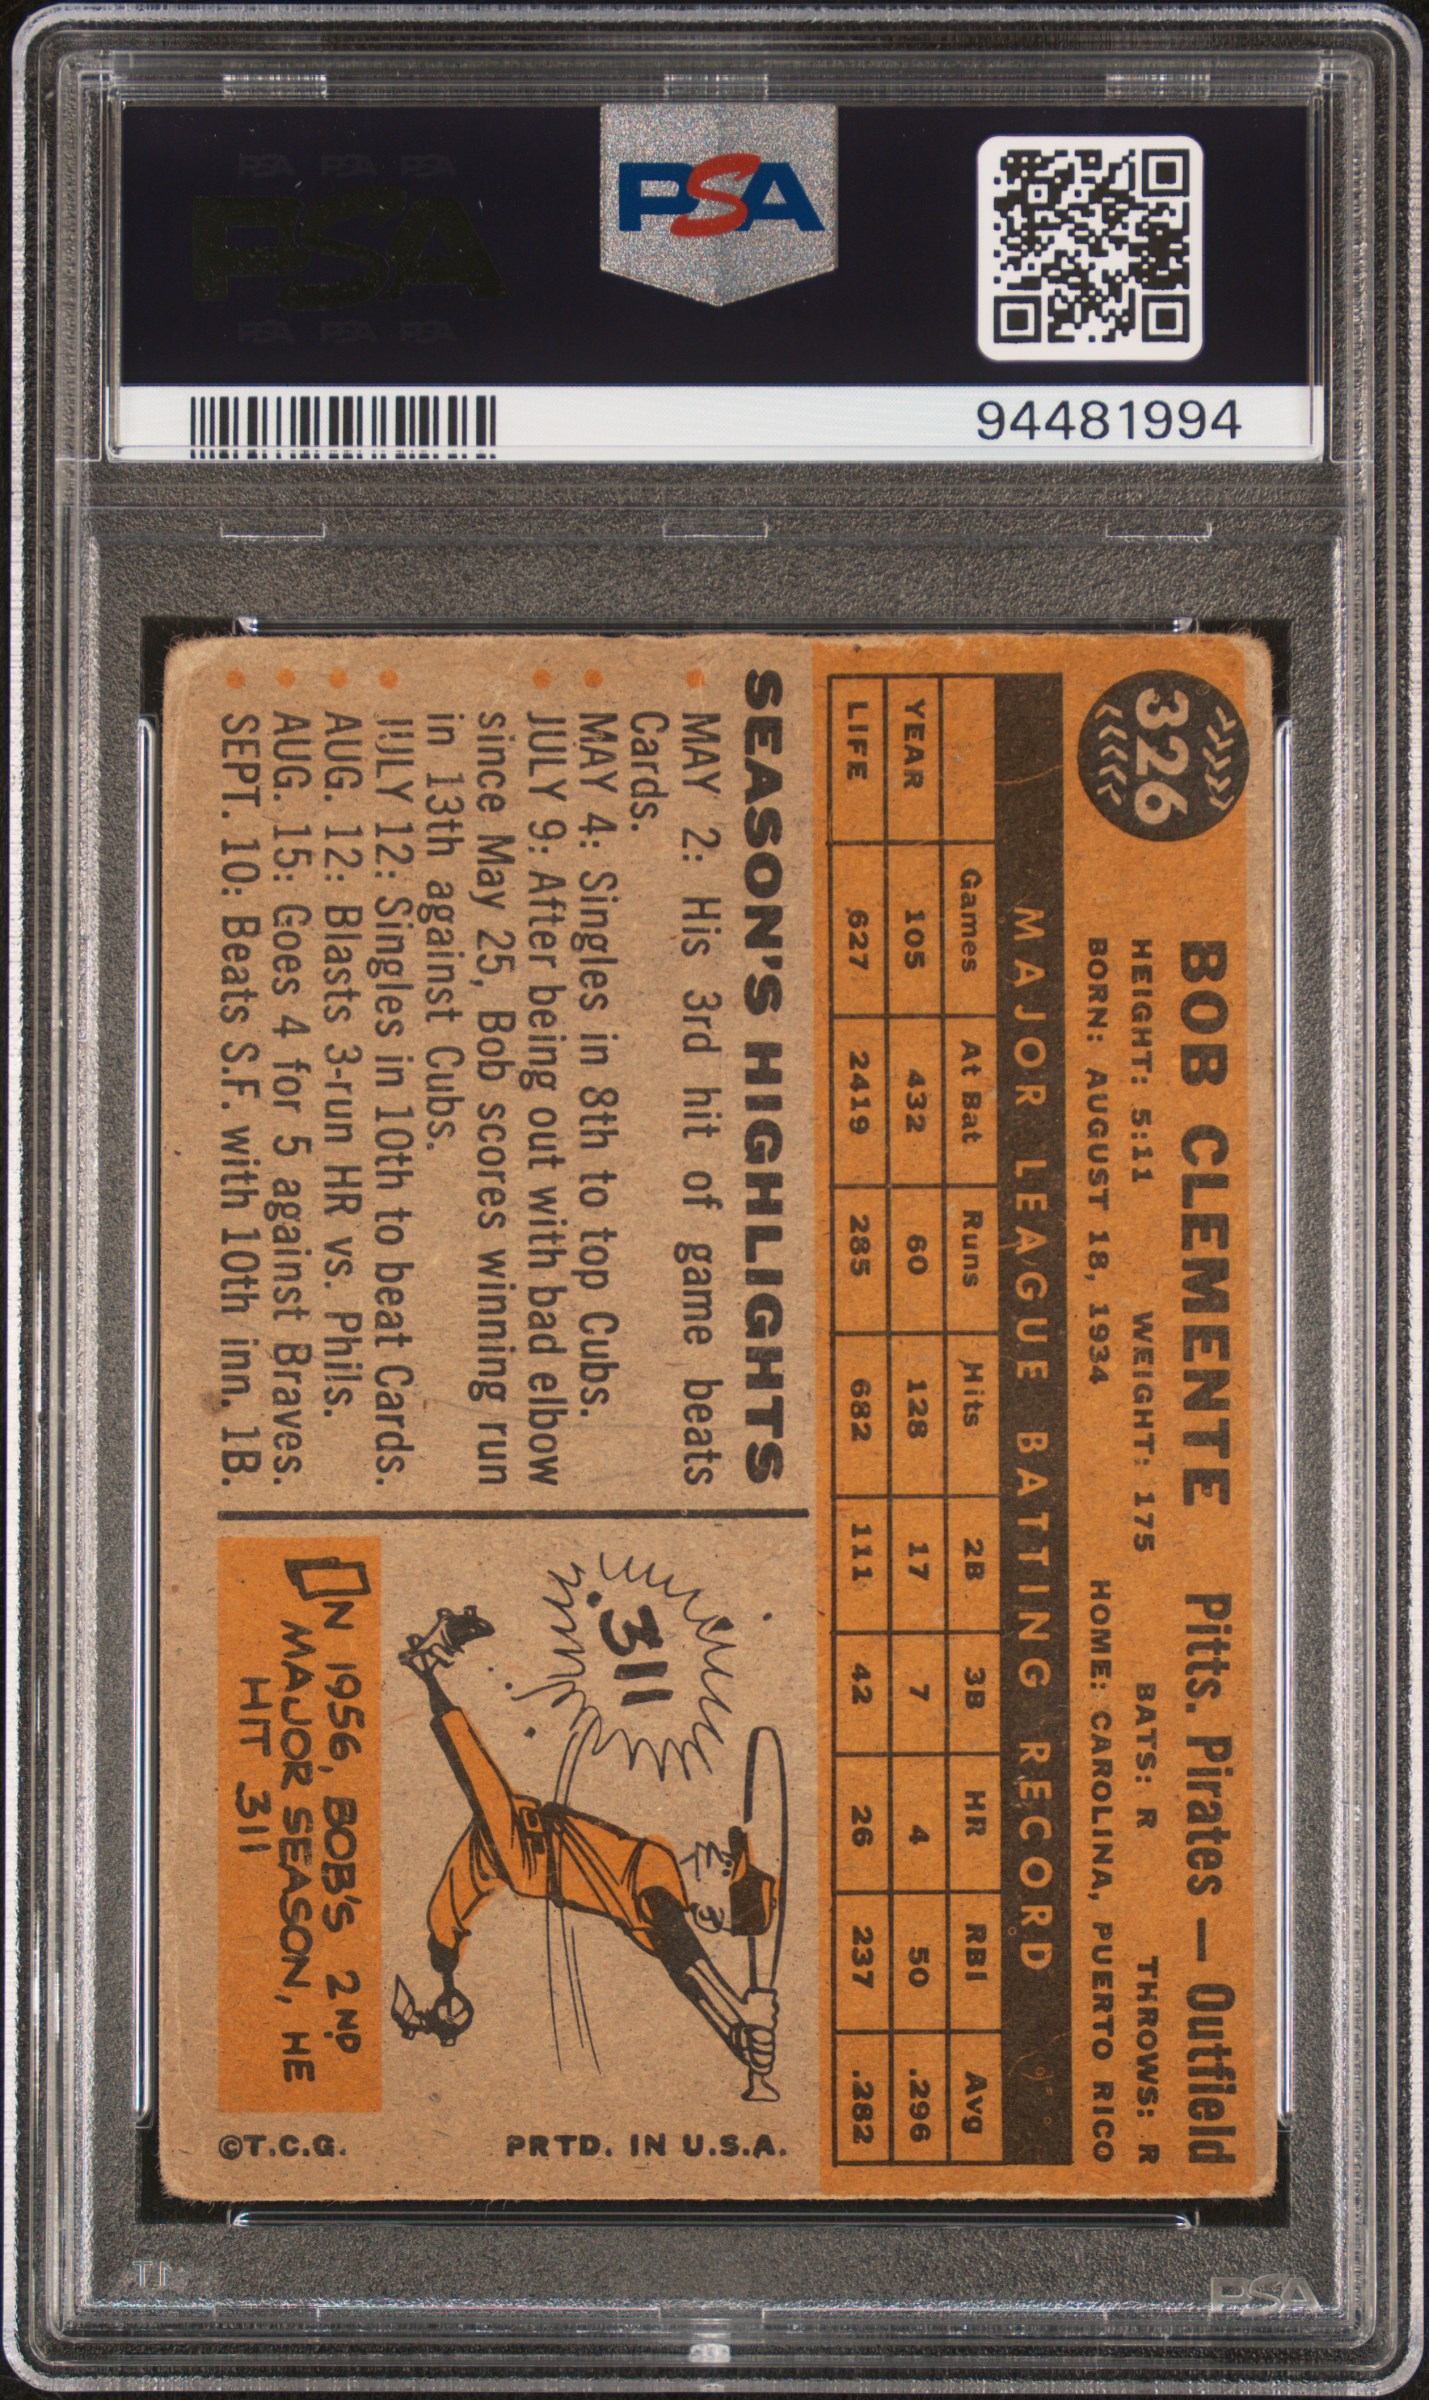 PSA PSA PSA
PSA
PSA PSA PSA
PSA
94481994
326
BOB CLEMENTE Pitts. Pirates — Outfield
HEIGHT: 5:11 WEIGHT: 175 BATS: R THROWS: R
BORN: AUGUST 18, 1934 HOME: CAROLINA, PUERTO RICO
MAJOR LEAGUE BATTING RECORD
Games At Bat Runs Hits 2B 3B HR RBI Avg
YEAR 105 432 60 128 17 7 4 50 .296
LIFE 627 2419 285 682 111 42 26 237 .282
SEASON'S HIGHLIGHTS
MAY 2: His 3rd hit of game beats
Cards.
MAY 4: Singles in 8th to top Cubs.
JULY 9: After being out with bad elbow
since May 25, Bob scores winning run
in 13th against Cubs.
JULY 12: Singles in 10th to beat Cards.
AUG. 12: Blasts 3-run HR vs. Phils.
AUG. 15: Goes 4 for 5 against Braves.
SEPT. 10: Beats S.F. with 10th inn. 1B.
.311
IN 1956, BOB'S 2ND
MAJOR SEASON, HE
HIT 311
PRTD. IN U.S.A.
©T.C.G.
PSA